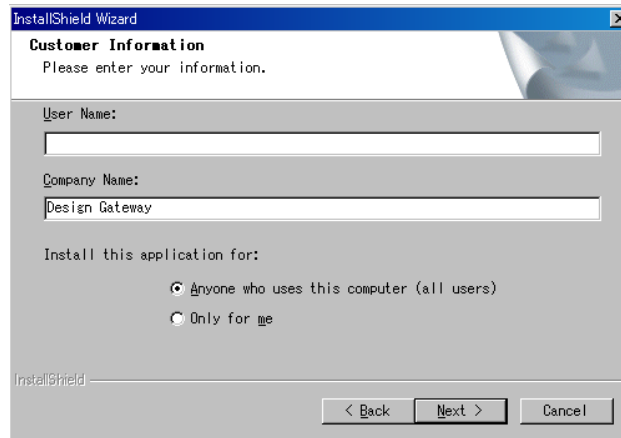 InstallShield Wizard
Customer Information
Please enter your information.
User Name:
Company Name:
Design Gateway
Install this application for:
Anyone who uses this computer (all users)
Only for me
InstallShield
< Back Next > Cancel